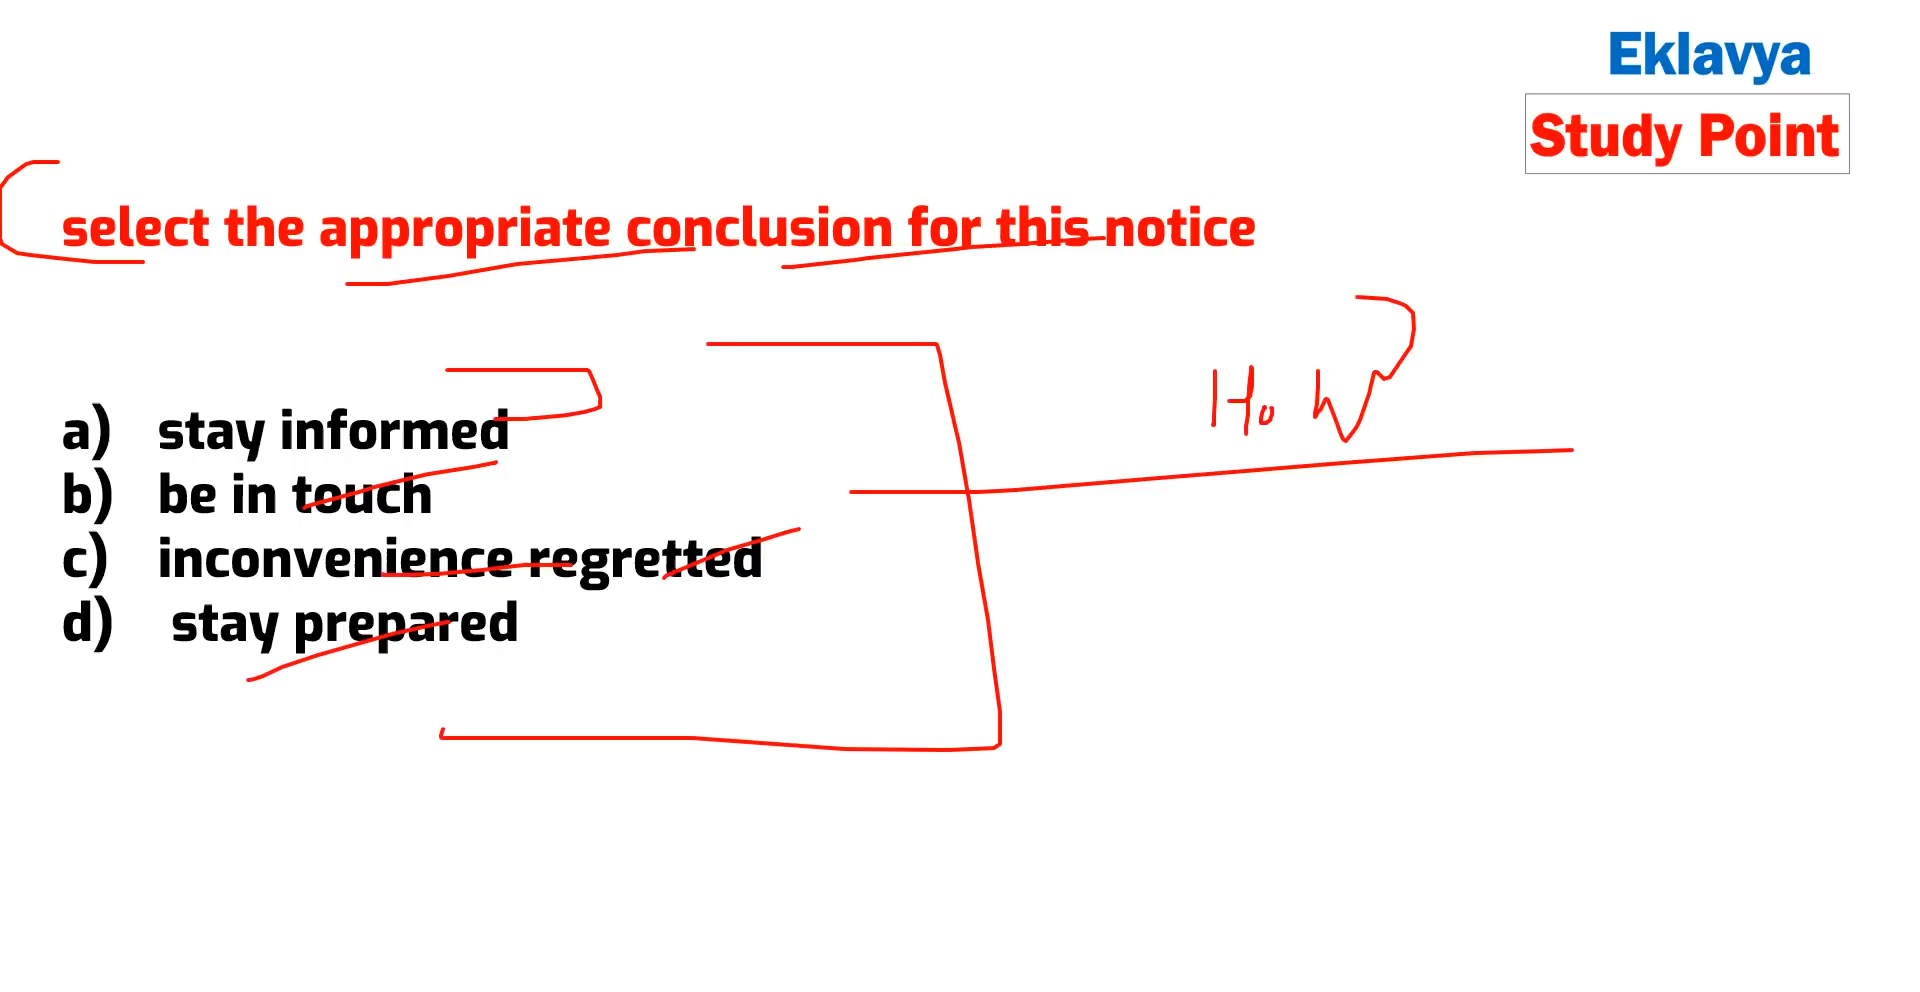 Eklavya
Study Point
select the appropriate conclusion for this notice
H. W
a) stay informed
b) be in touch
c) inconvenience regretted
d) stay prepared